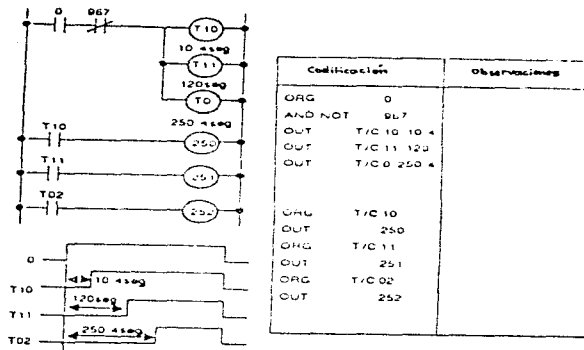 0 967
T10
10 4seg
T11
120seg
T0
250 4seg
T10
250
T11
251
T02
252
0
10 4seg
T10
120seg
T11
250 4seg
T02
Codificación Observaciones
ORG 0
AND NOT 967
OUT T/C 10 10 4
OUT T/C 11 120
OUT T/C 0 250 4
ORG T/C 10
OUT 250
ORG T/C 11
OUT 251
ORG T/C 02
OUT 252